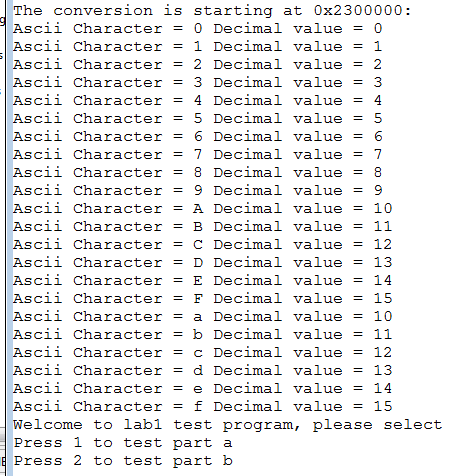 The conversion is starting at 0x2300000:
Ascii Character = 0 Decimal value = 0
Ascii Character = 1 Decimal value = 1
Ascii Character = 2 Decimal value = 2
Ascii Character = 3 Decimal value = 3
Ascii Character = 4 Decimal value = 4
Ascii Character = 5 Decimal value = 5
Ascii Character = 6 Decimal value = 6
Ascii Character = 7 Decimal value = 7
Ascii Character = 8 Decimal value = 8
Ascii Character = 9 Decimal value = 9
Ascii Character = A Decimal value = 10
Ascii Character = B Decimal value = 11
Ascii Character = C Decimal value = 12
Ascii Character = D Decimal value = 13
Ascii Character = E Decimal value = 14
Ascii Character = F Decimal value = 15
Ascii Character = a Decimal value = 10
Ascii Character = b Decimal value = 11
Ascii Character = c Decimal value = 12
Ascii Character = d Decimal value = 13
Ascii Character = e Decimal value = 14
Ascii Character = f Decimal value = 15
Welcome to lab1 test program, please select
Press 1 to test part a
Press 2 to test part b